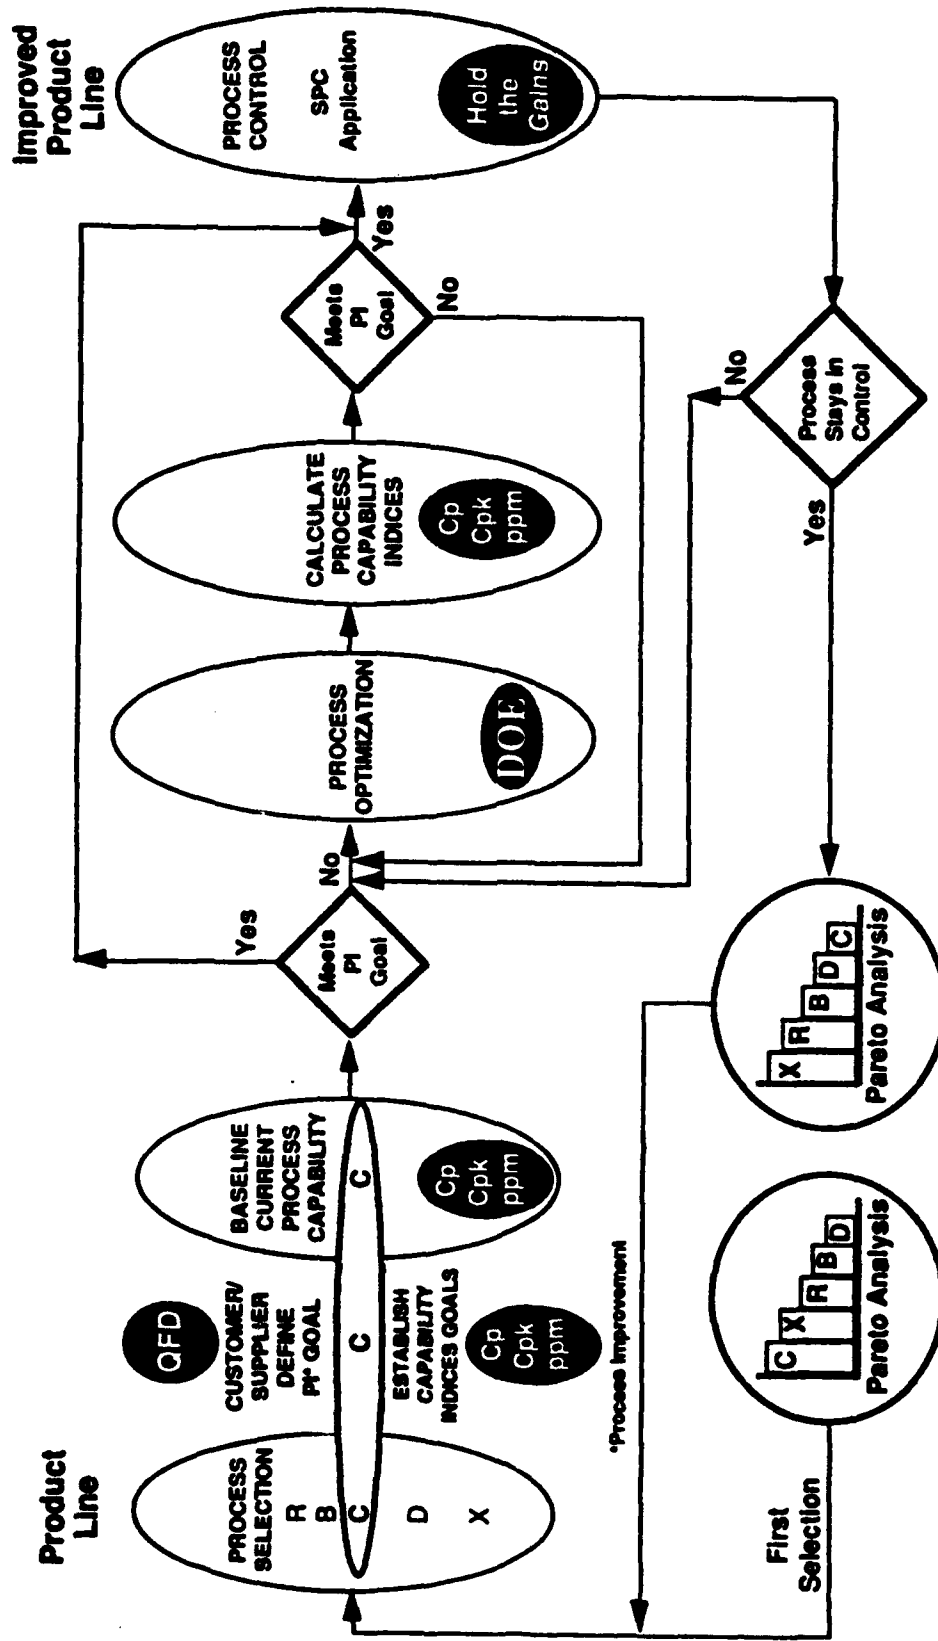 Product
Line
PROCESS
SELECTION
R
B
C
D
X
QFD
CUSTOMER/
SUPPLIER
DEFINE
PI* GOAL
C
ESTABLISH
CAPABILITY
INDICES GOALS
Cp
Cpk
ppm
BASELINE
CURRENT
PROCESS
CAPABILITY
C
Cp
Cpk
ppm
Meets
PI
Goal
Yes
No
PROCESS
OPTIMIZATION
DOE
CALCULATE
PROCESS
CAPABILITY
INDICES
Cp
Cpk
ppm
Meets
PI
Goal
Yes
No
Improved
Product
Line
PROCESS
CONTROL
SPC
Application
Hold
the
Gains
*Process Improvement
First
Selection
C X R B D
Pareto Analysis
X R B D C
Pareto Analysis
Yes
No
Process
Stays in
Control